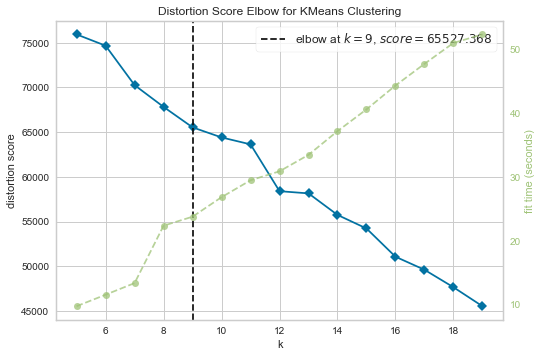 Distortion Score Elbow for KMeans Clustering
elbow at k = 9, score = 65527.368
distortion score
75000
70000
65000
60000
55000
50000
45000
50
40
30
20
10
fit time (seconds)
6 8 10 12 14 16 18
k